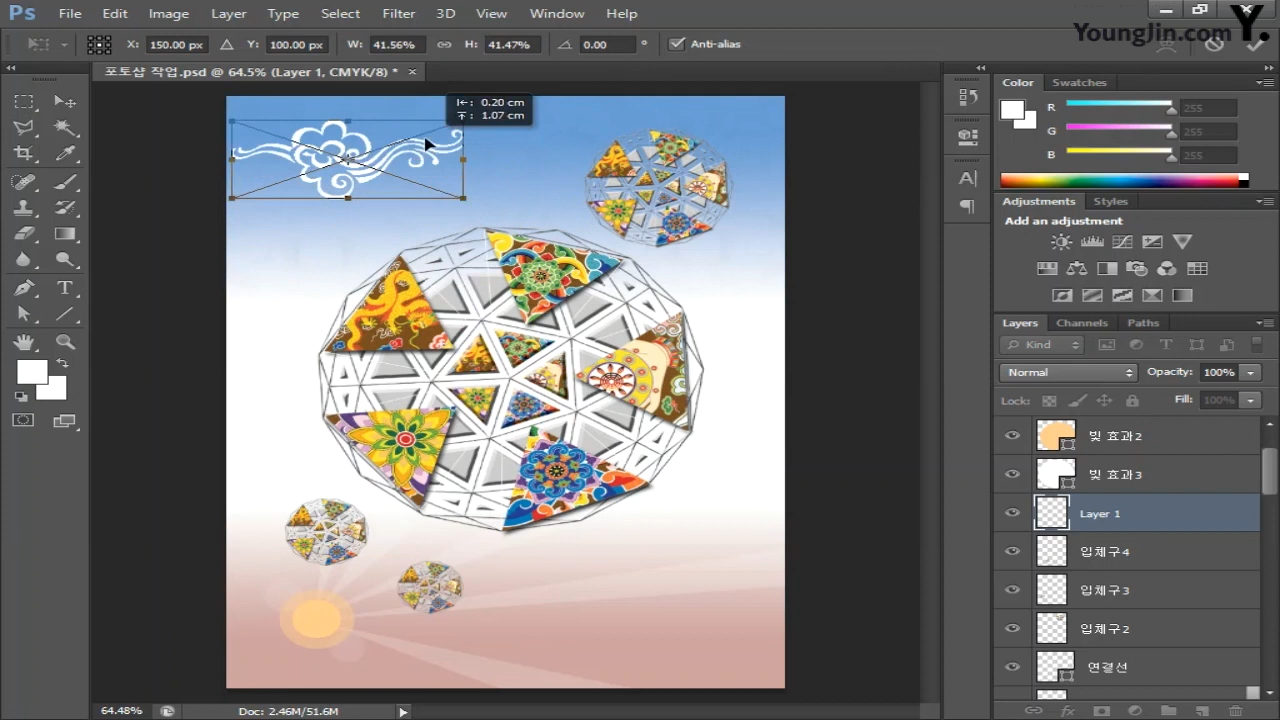 Ps File Edit Image Layer Type Select Filter 3D View Window Help
Y.
YoungJin.com
X: 150.00 px Y: 100.00 px W: 41.56% H: 41.47% 0.00 ° Anti-alias
포토샵 작업.psd @ 64.5% (Layer 1, CMYK/8) * ×
0.20 cm
1.07 cm
Color Swatches
R 255
G 255
B 255
Adjustments Styles
Add an adjustment
Layers Channels Paths
Kind
Normal Opacity: 100%
Lock: Fill: 100%
빛 효과2
빛 효과3
Layer 1
입체구4
입체구3
입체구2
연결선
64.48% Doc: 2.46M/51.6M